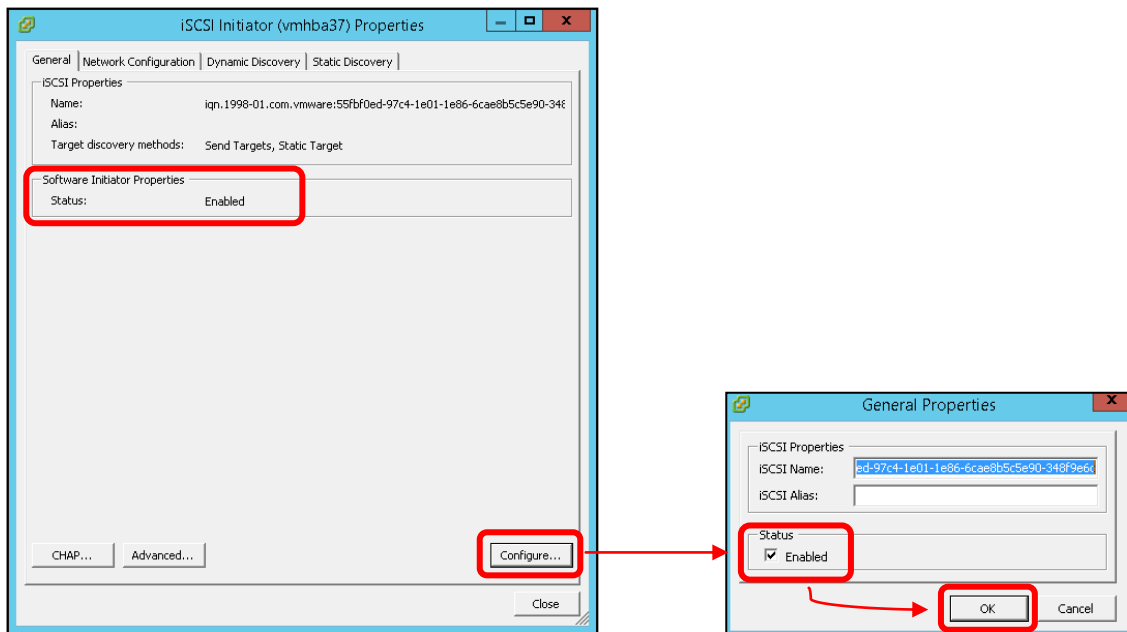 iSCSI Initiator (vmhba37) Properties
General Network Configuration Dynamic Discovery Static Discovery
iSCSI Properties
Name: iqn.1998-01.com.vmware:55fbf0ed-97c4-1e01-1e86-6cae8b5c5e90-348
Alias:
Target discovery methods: Send Targets, Static Target
Software Initiator Properties
Status: Enabled
CHAP... Advanced... Configure...
Close
General Properties
iSCSI Properties
iSCSI Name: ed-97c4-1e01-1e86-6cae8b5c5e90-348f9e6c
iSCSI Alias:
Status
Enabled
OK Cancel